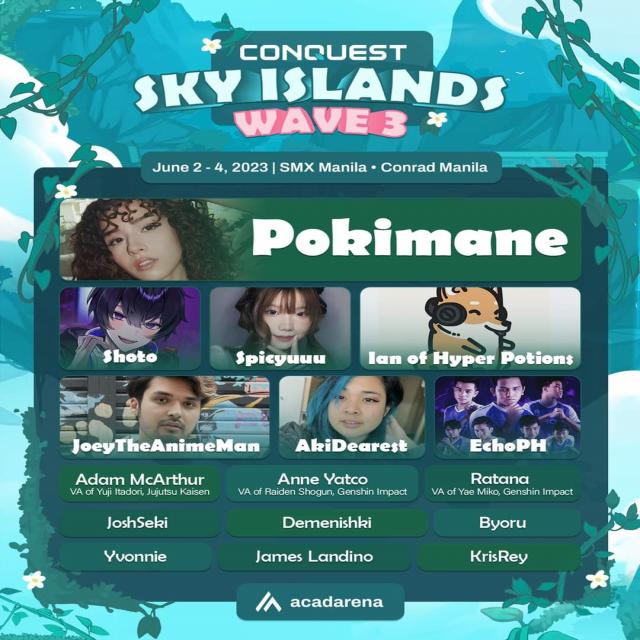 CONQUEST
SKY ISLANDS
WAVE 3
June 2 - 4, 2023 | SMX Manila • Conrad Manila
Pokimane
Shoto
Spicyuuu
Ian of Hyper Potions
JoeyTheAnimeMan
AkiDearest
EchoPH
Adam McArthur
VA of Yuji Itadori, Jujutsu Kaisen
Anne Yatco
VA of Raiden Shogun, Genshin Impact
Ratana
VA of Yae Miko, Genshin Impact
JoshSeki
Demenishki
Byoru
Yvonnie
James Landino
KrisRey
acadarena